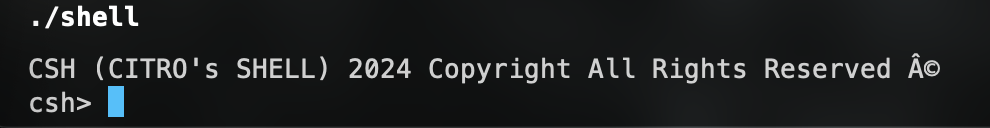 ./shell
CSH (CITRO's SHELL) 2024 Copyright All Rights Reserved Â©
csh>